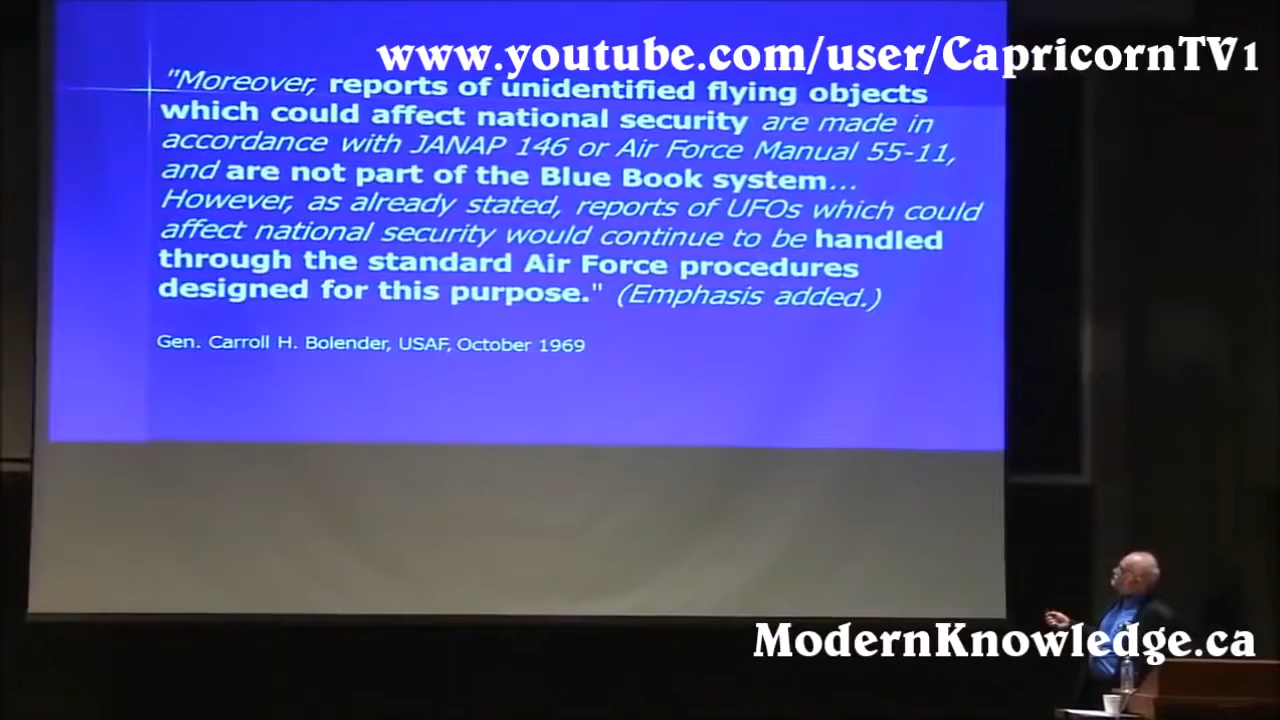 www.youtube.com/user/CapricornTV1
"Moreover, reports of unidentified flying objects
which could affect national security are made in
accordance with JANAP 146 or Air Force Manual 55-11,
and are not part of the Blue Book system...
However, as already stated, reports of UFOs which could
affect national security would continue to be handled
through the standard Air Force procedures
designed for this purpose." (Emphasis added.)
Gen. Carroll H. Bolender, USAF, October 1969
ModernKnowledge.ca